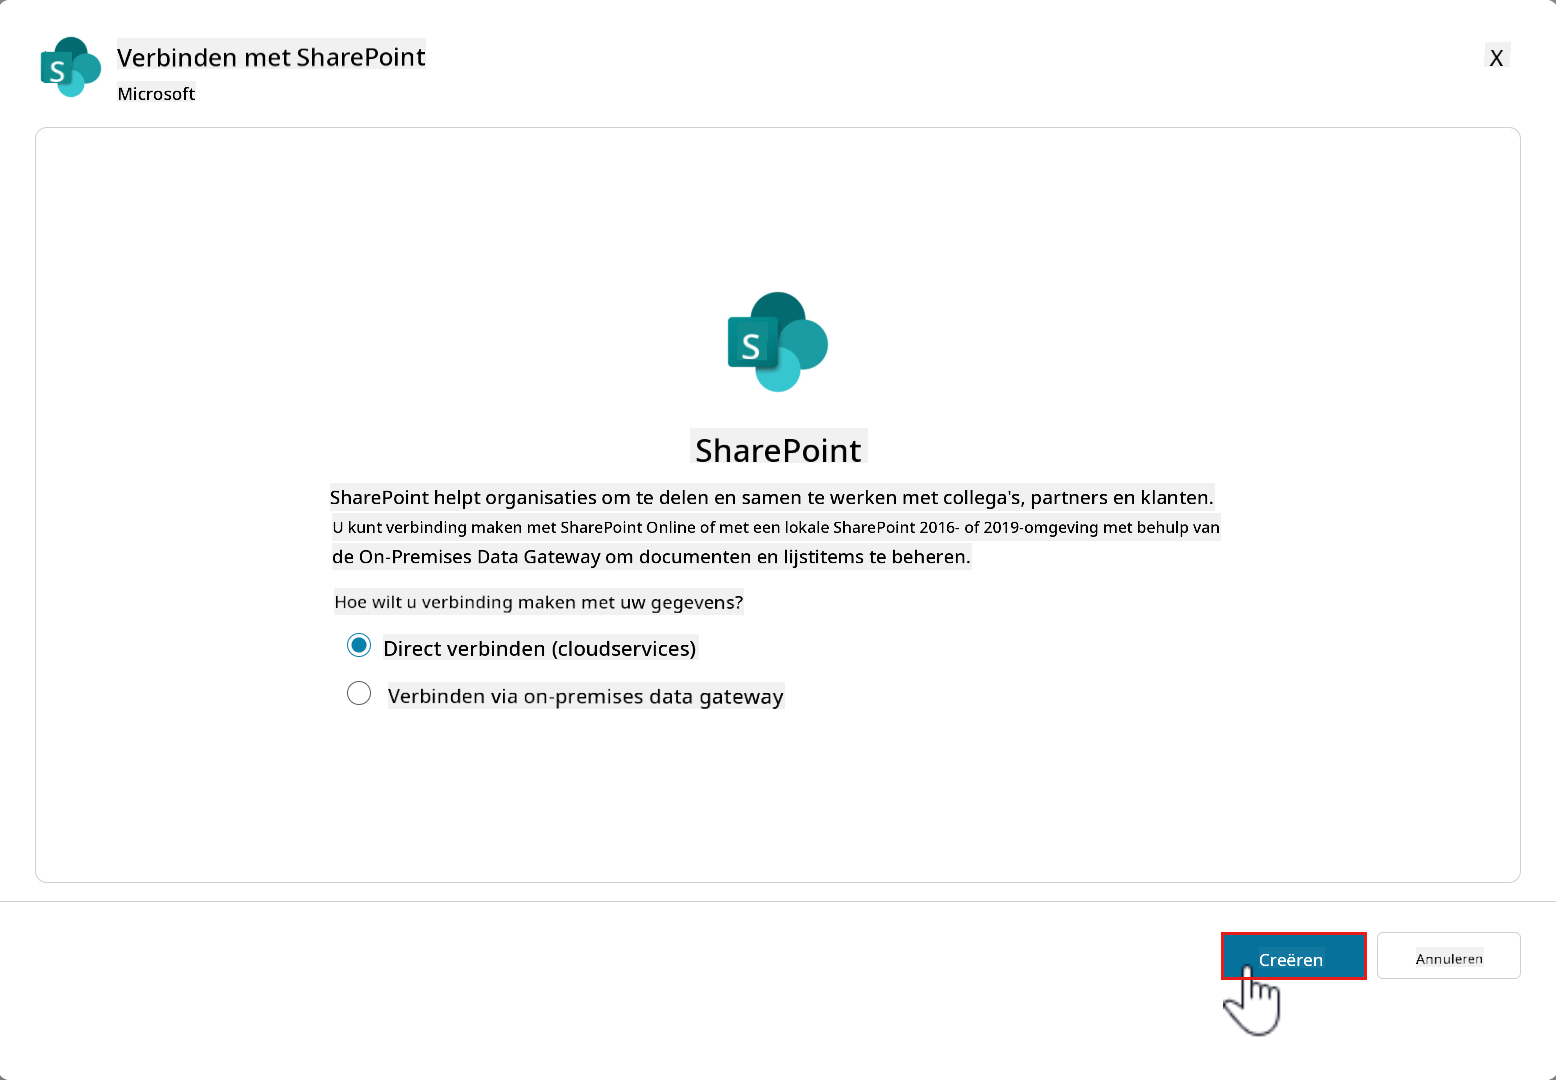 S
Verbinden met SharePoint
X
Microsoft
S
SharePoint
SharePoint helpt organisaties om te delen en samen te werken met collega's, partners en klanten.
U kunt verbinding maken met SharePoint Online of met een lokale SharePoint 2016- of 2019-omgeving met behulp van
de On-Premises Data Gateway om documenten en lijstitems te beheren.
Hoe wilt u verbinding maken met uw gegevens?
Direct verbinden (cloudservices)
Verbinden via on-premises data gateway
Creëren
Annuleren